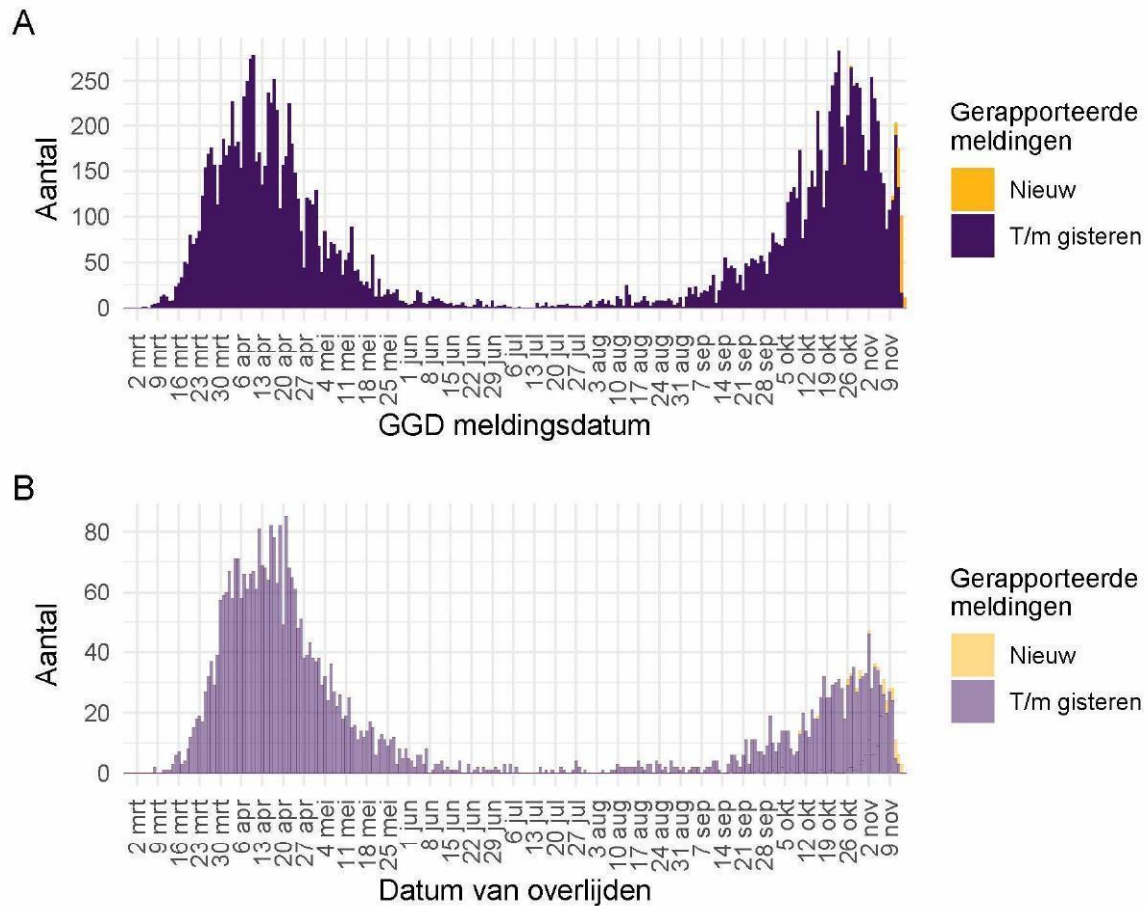 A
Aantal
250
200
150
100
50
0
2 mrt
9 mrt
16 mrt
23 mrt
30 mrt
6 apr
13 apr
20 apr
27 apr
4 mei
11 mei
18 mei
25 mei
1 jun
8 jun
15 jun
22 jun
29 jun
6 jul
13 jul
20 jul
27 jul
3 aug
10 aug
17 aug
24 aug
31 aug
7 sep
14 sep
21 sep
28 sep
5 okt
12 okt
19 okt
26 okt
2 nov
9 nov
GGD meldingsdatum
Gerapporteerde
meldingen
Nieuw
T/m gisteren
B
Aantal
80
60
40
20
0
2 mrt
9 mrt
16 mrt
23 mrt
30 mrt
6 apr
13 apr
20 apr
27 apr
4 mei
11 mei
18 mei
25 mei
1 jun
8 jun
15 jun
22 jun
29 jun
6 jul
13 jul
20 jul
27 jul
3 aug
10 aug
17 aug
24 aug
31 aug
7 sep
14 sep
21 sep
28 sep
5 okt
12 okt
19 okt
26 okt
2 nov
9 nov
Datum van overlijden
Gerapporteerde
meldingen
Nieuw
T/m gisteren